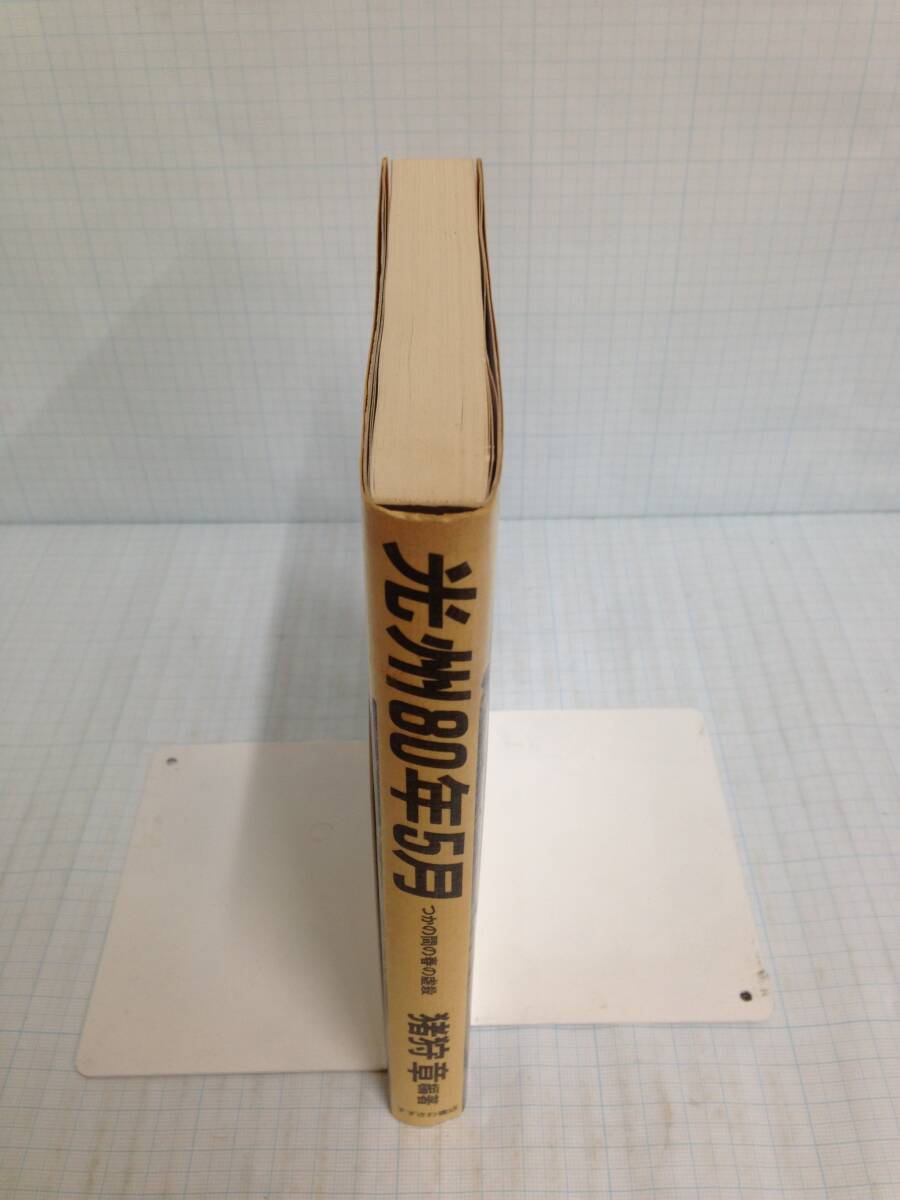 光州80年5月
つかの間の春の虐殺
猪狩章 編著